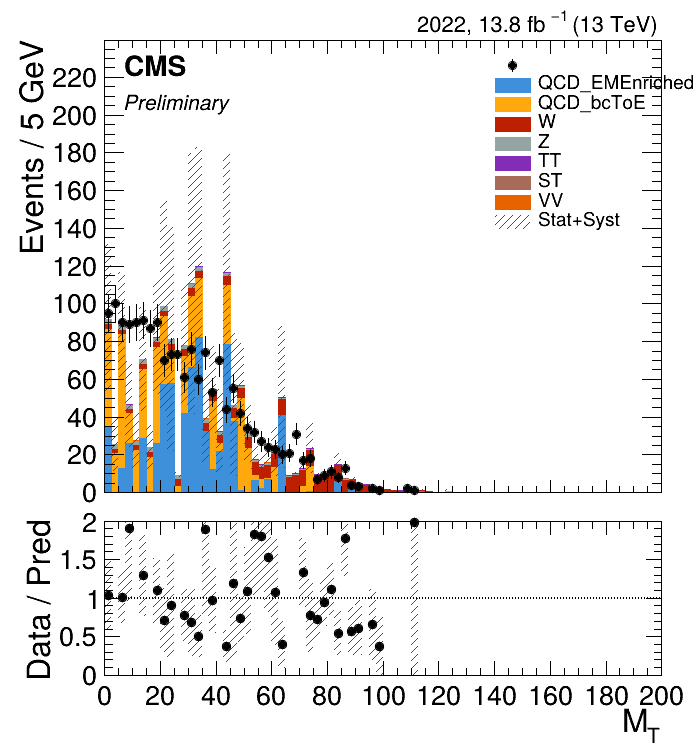 2022, 13.8 fb⁻¹ (13 TeV)
CMS
Preliminary
Events / 5 GeV
220
200
180
160
140
120
100
80
60
40
20
0
QCD_EMEnriched
QCD_bcToE
W
Z
TT
ST
VV
Stat+Syst
Data / Pred
2
1.5
1
0.5
0
0 20 40 60 80 100 120 140 160 180 200
M_T